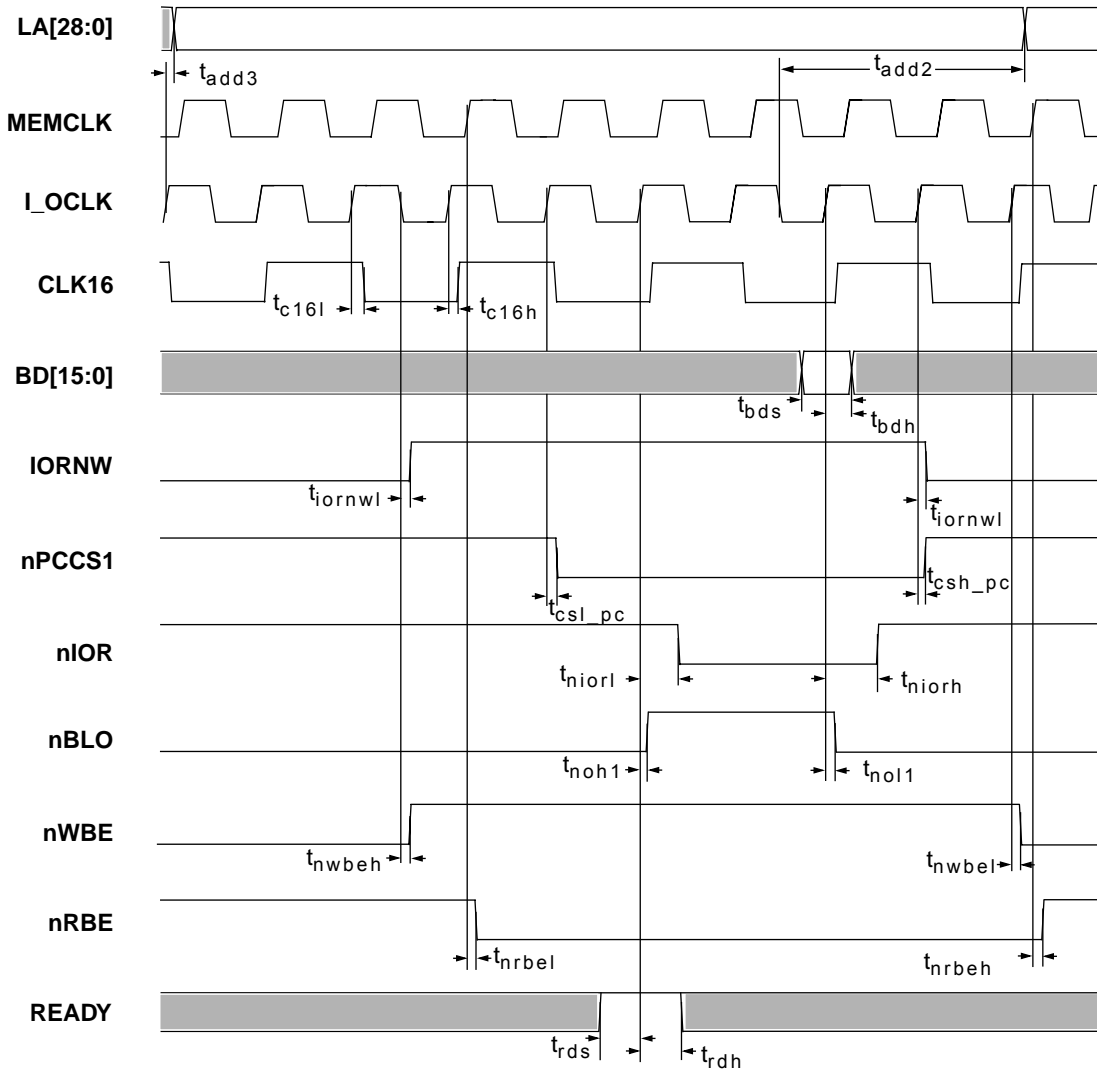 LA[28:0]
tadd3
tadd2
MEMCLK
I_OCLK
CLK16
tc16l
tc16h
BD[15:0]
tbds
tbdh
IORNW
tiornwl
tiornwl
nPCCS1
tcsl_pc
tcsh_pc
nIOR
tniorl
tniorh
nBLO
tnoh1
tnol1
nWBE
tnwbeh
tnwbel
nRBE
tnrbel
tnrbeh
READY
trds
trdh